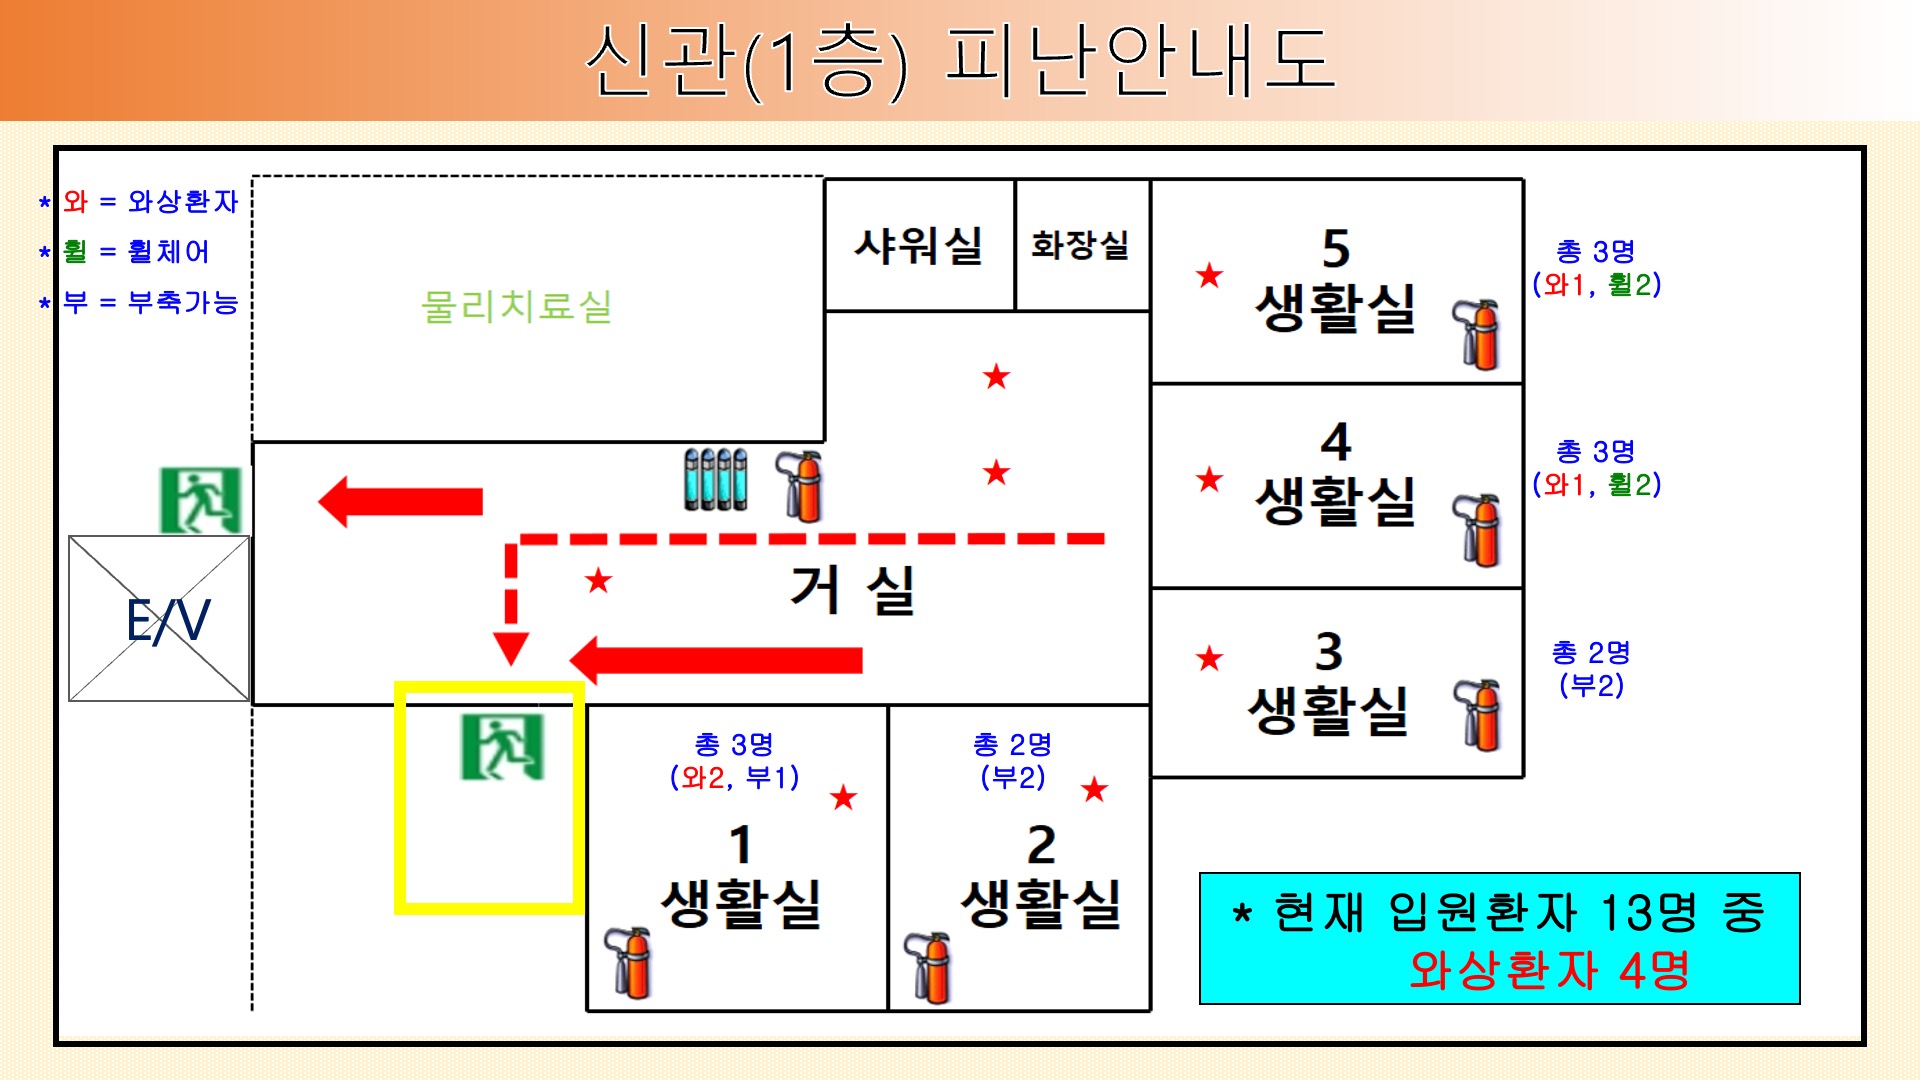 신관(1층) 피난안내도
* 와 = 와상환자
* 휠 = 휠체어
* 부 = 부축가능
물리치료실
샤워실
화장실
5
생활실
총 3명
(와1, 휠2)
4
생활실
총 3명
(와1, 휠2)
E/V
거 실
3
생활실
총 2명
(부2)
총 3명
(와2, 부1)
1
생활실
총 2명
(부2)
2
생활실
* 현재 입원환자 13명 중
와상환자 4명